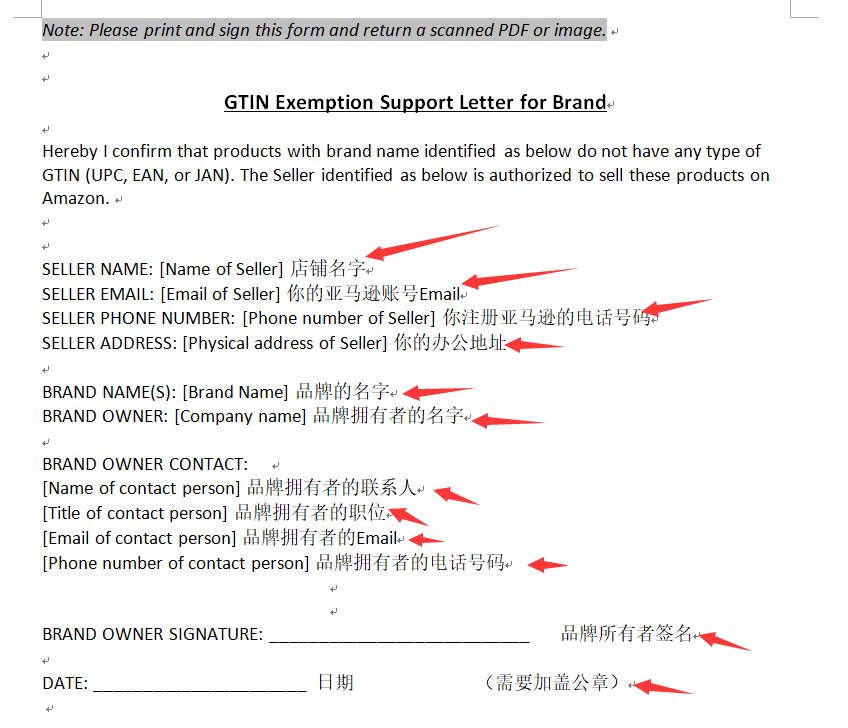 Note: Please print and sign this form and return a scanned PDF or image.
GTIN Exemption Support Letter for Brand
Hereby I confirm that products with brand name identified as below do not have any type of
GTIN (UPC, EAN, or JAN). The Seller identified as below is authorized to sell these products on
Amazon.
SELLER NAME: [Name of Seller] 店铺名字
SELLER EMAIL: [Email of Seller] 你的亚马逊账号Email
SELLER PHONE NUMBER: [Phone number of Seller] 你注册亚马逊的电话号码
SELLER ADDRESS: [Physical address of Seller] 你的办公地址
BRAND NAME(S): [Brand Name] 品牌的名字
BRAND OWNER: [Company name] 品牌拥有者的名字
BRAND OWNER CONTACT:
[Name of contact person] 品牌拥有者的联系人
[Title of contact person] 品牌拥有者的职位
[Email of contact person] 品牌拥有者的Email
[Phone number of contact person] 品牌拥有者的电话号码
BRAND OWNER SIGNATURE: ____________________________ 品牌所有者签名
DATE: _______________________ 日期 （需要加盖公章）